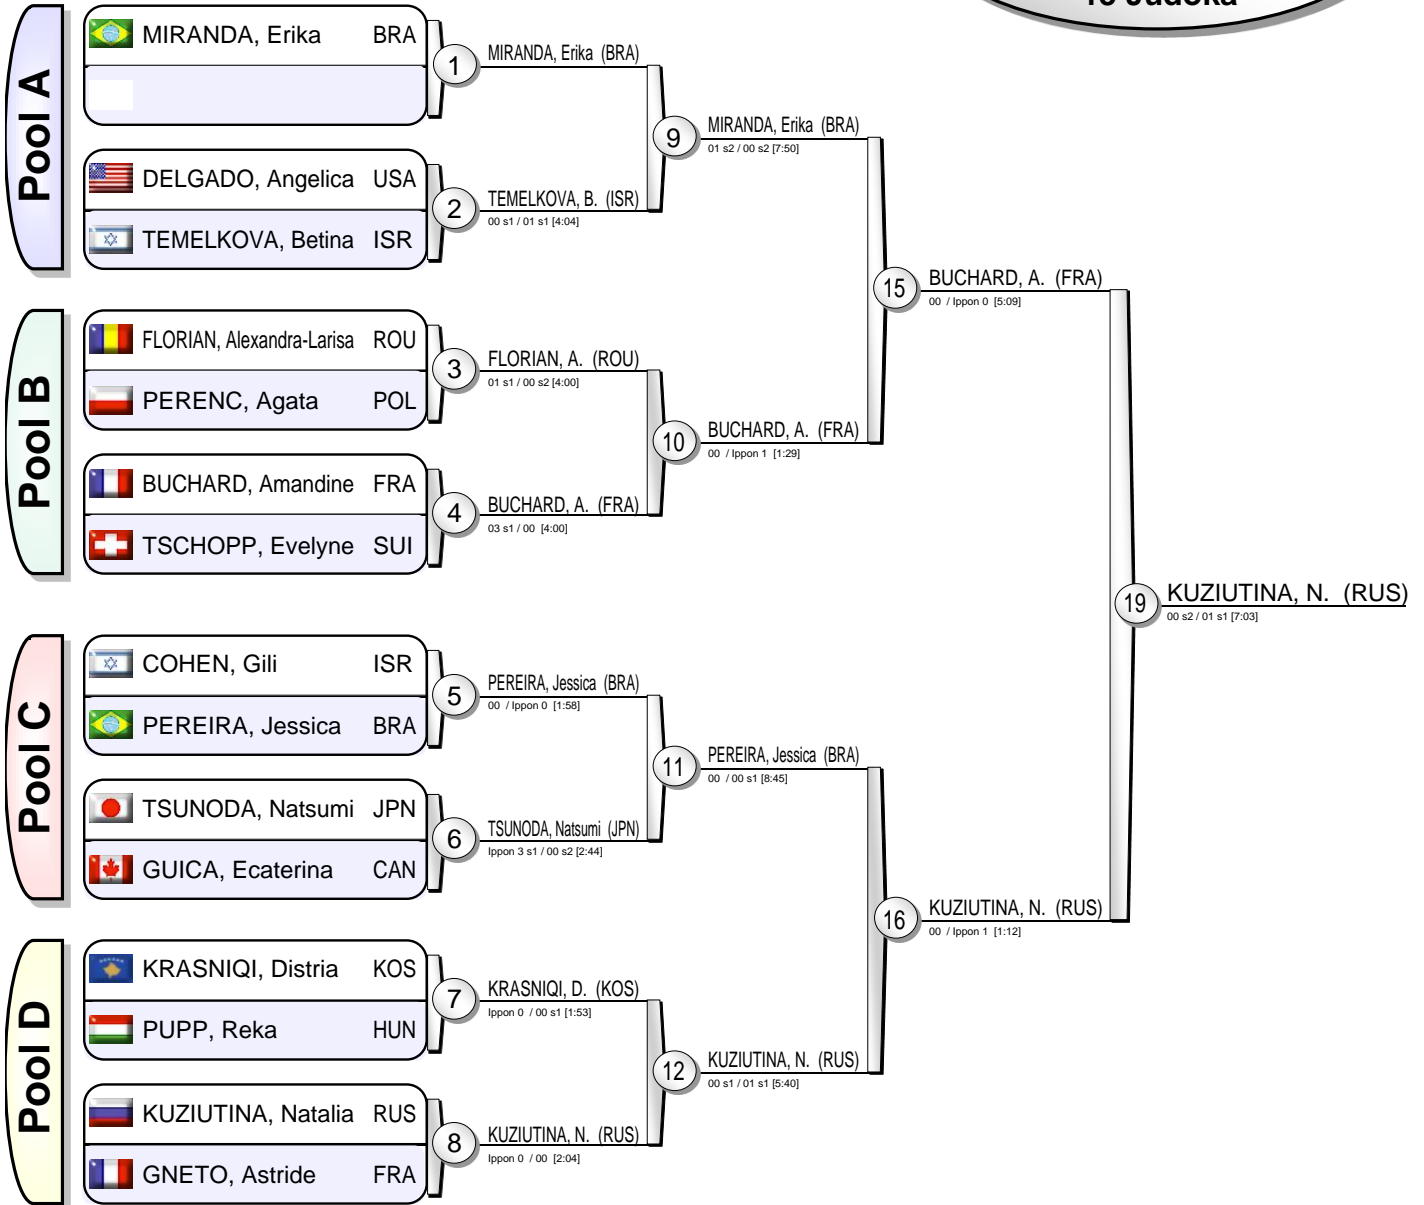 15 Judoka
Pool A
MIRANDA, Erika BRA
DELGADO, Angelica USA
TEMELKOVA, Betina ISR
Pool B
FLORIAN, Alexandra-Larisa ROU
PERENC, Agata POL
BUCHARD, Amandine FRA
TSCHOPP, Evelyne SUI
Pool C
COHEN, Gili ISR
PEREIRA, Jessica BRA
TSUNODA, Natsumi JPN
GUICA, Ecaterina CAN
Pool D
KRASNIQI, Distria KOS
PUPP, Reka HUN
KUZIUTINA, Natalia RUS
GNETO, Astride FRA
1
MIRANDA, Erika (BRA)
2
TEMELKOVA, B. (ISR)
00 s1 / 01 s1 [4:04]
3
FLORIAN, A. (ROU)
01 s1 / 00 s2 [4:00]
4
BUCHARD, A. (FRA)
03 s1 / 00 [4:00]
5
PEREIRA, Jessica (BRA)
00 / Ippon 0 [1:58]
6
TSUNODA, Natsumi (JPN)
Ippon 3 s1 / 00 s2 [2:44]
7
KRASNIQI, D. (KOS)
Ippon 0 / 00 s1 [1:53]
8
KUZIUTINA, N. (RUS)
Ippon 0 / 00 [2:04]
9
MIRANDA, Erika (BRA)
01 s2 / 00 s2 [7:50]
10
BUCHARD, A. (FRA)
00 / Ippon 1 [1:29]
11
PEREIRA, Jessica (BRA)
00 / 00 s1 [8:45]
12
KUZIUTINA, N. (RUS)
00 s1 / 01 s1 [5:40]
15
BUCHARD, A. (FRA)
00 / Ippon 0 [5:09]
16
KUZIUTINA, N. (RUS)
00 / Ippon 1 [1:12]
19
KUZIUTINA, N. (RUS)
00 s2 / 01 s1 [7:03]